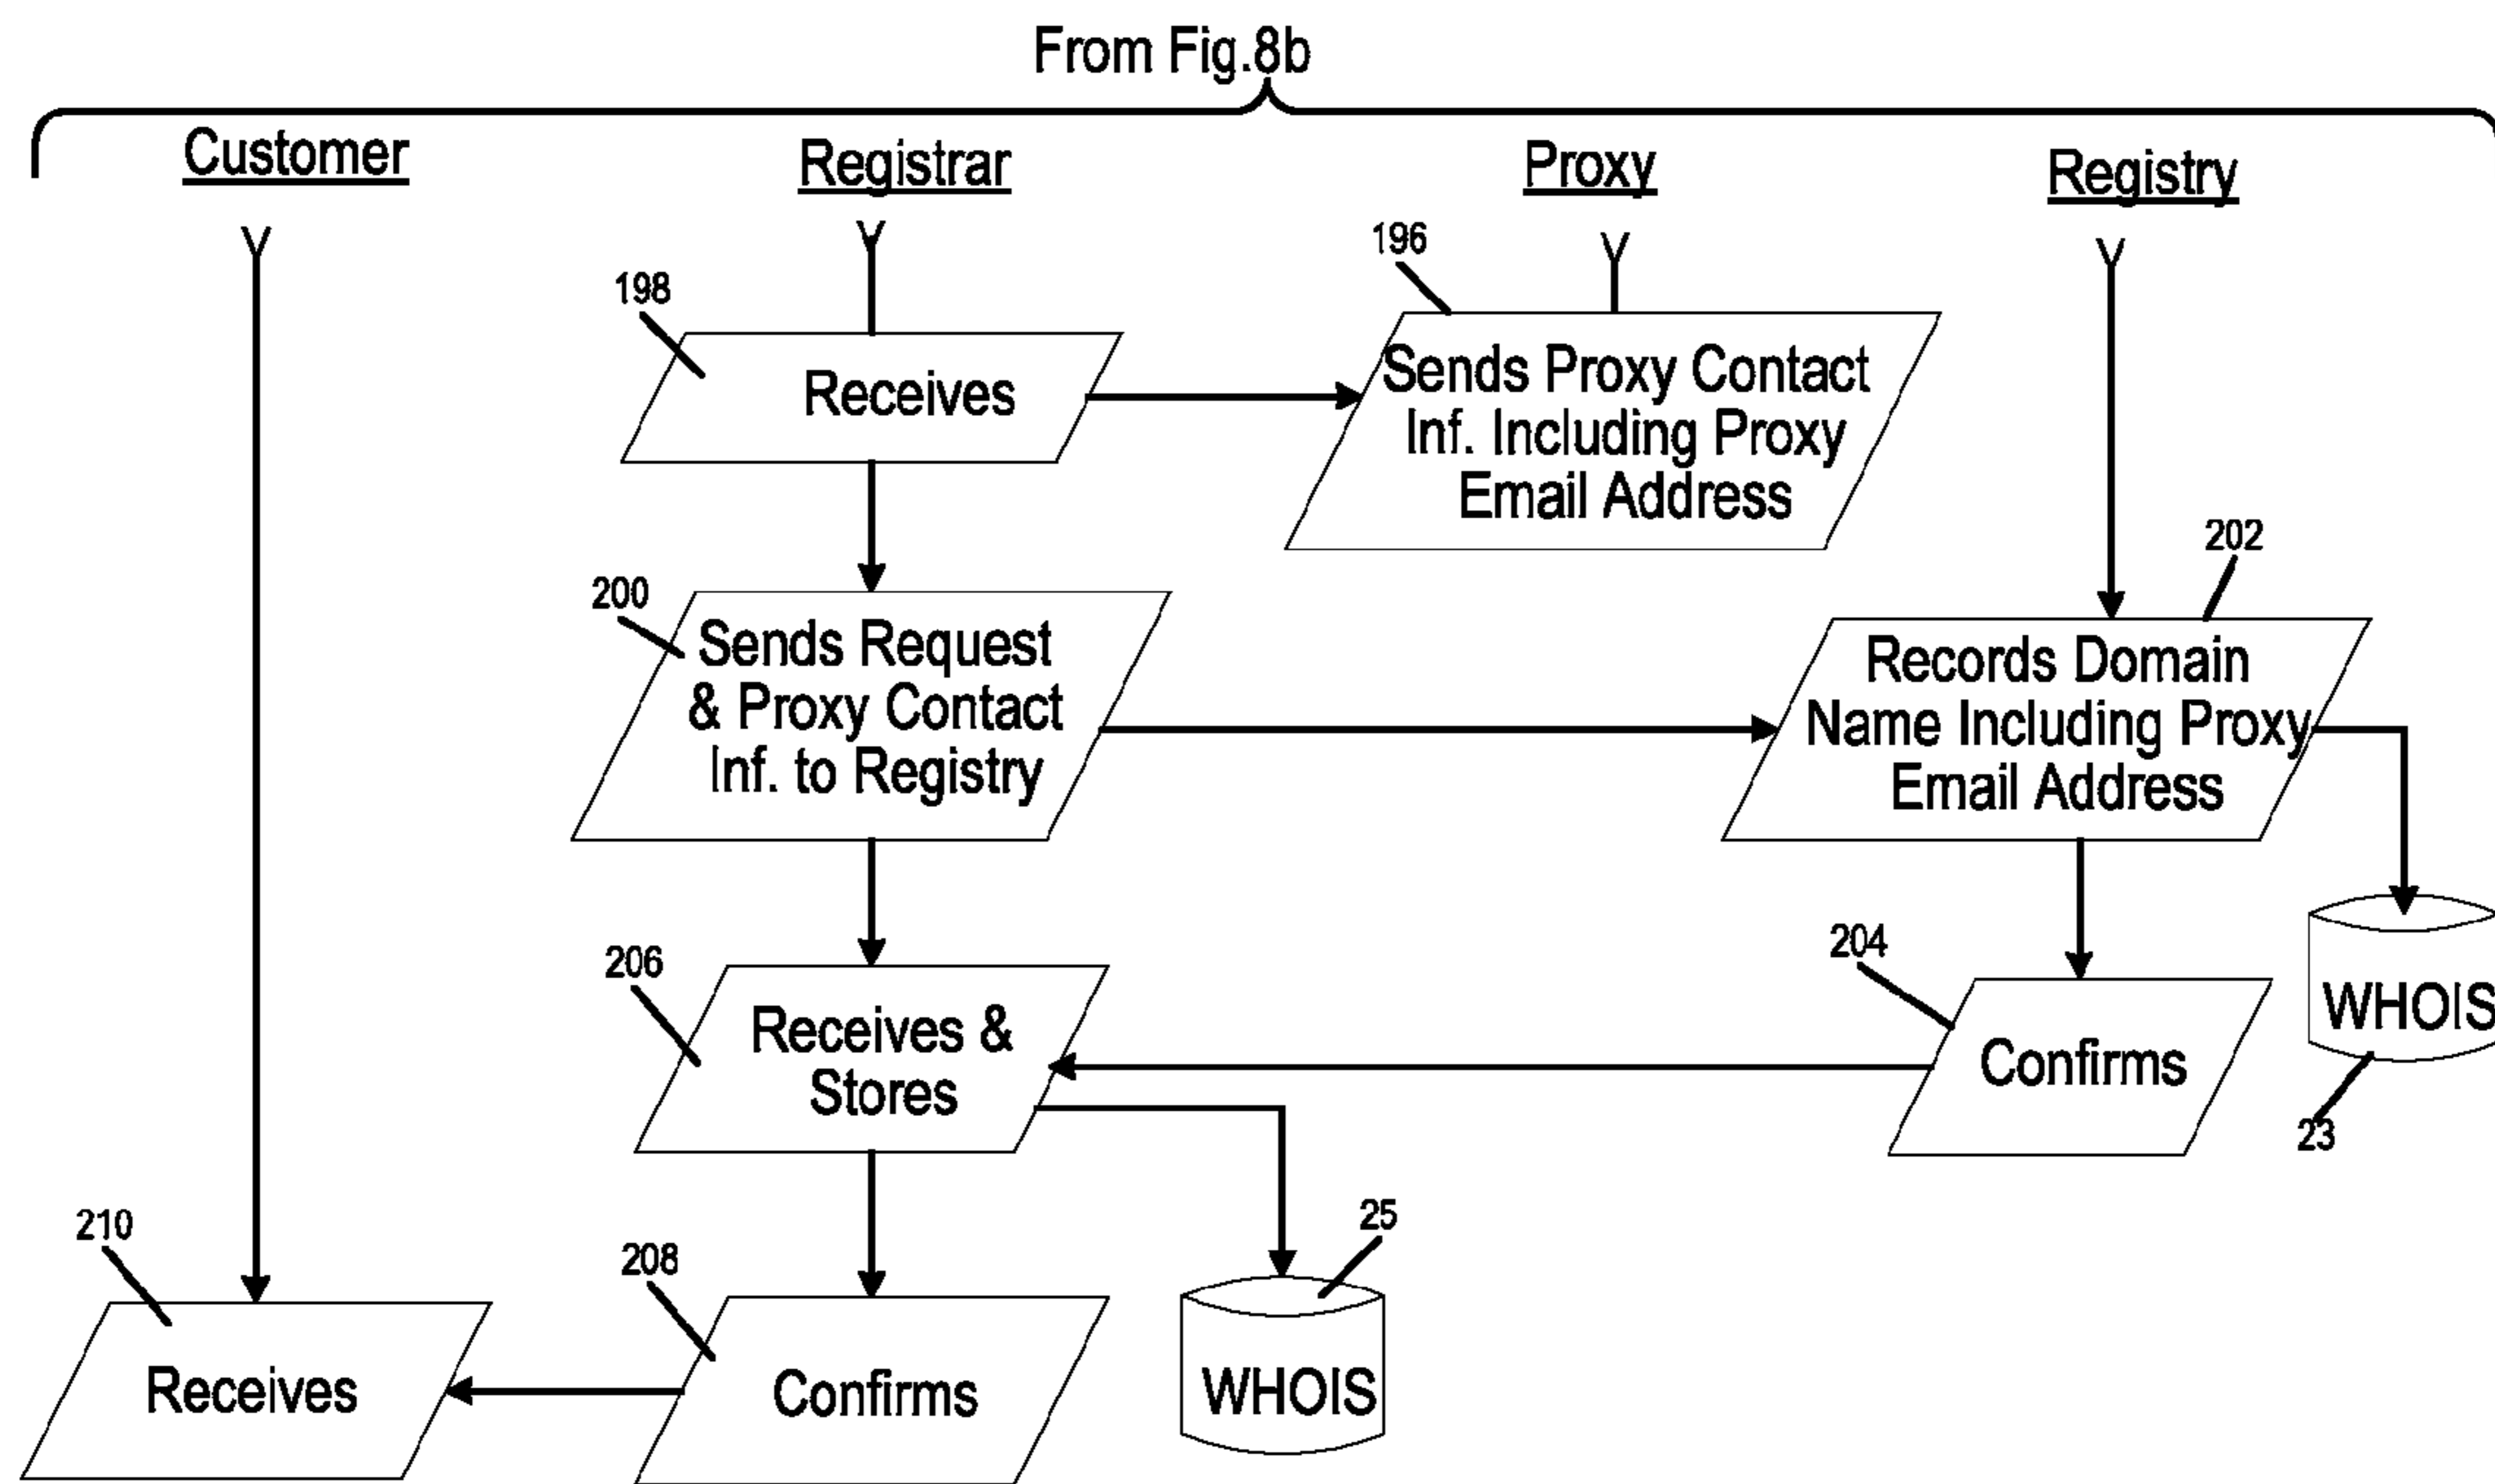 From Fig.8b
Customer
Registrar
Proxy
Registry
196
198
Receives
Sends Proxy Contact
Inf. Including Proxy
Email Address
200
202
Sends Request
& Proxy Contact
Inf. to Registry
Records Domain
Name Including Proxy
Email Address
206
204
Receives &
Stores
Confirms
WHOIS
23
210
208
25
Receives
Confirms
WHOIS